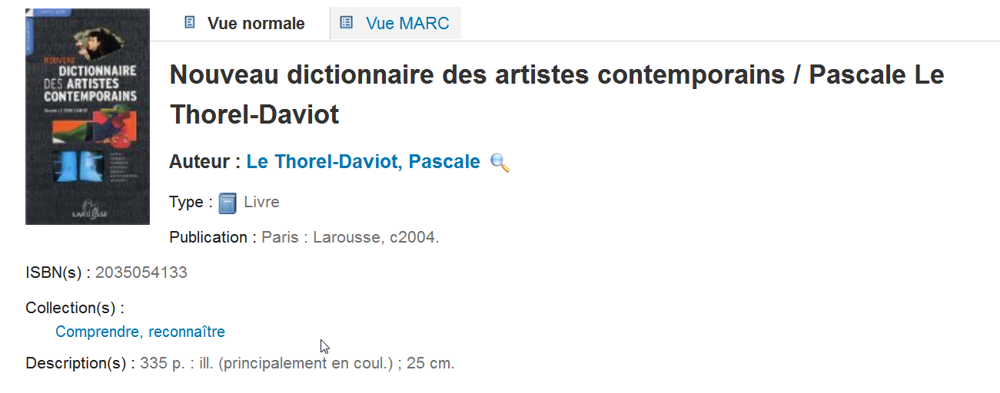 Vue normale
Vue MARC
NOUVEAU
DICTIONNAIRE
DES ARTISTES
CONTEMPORAINS
LAROUSSE
Nouveau dictionnaire des artistes contemporains / Pascale Le
Thorel-Daviot
Auteur : Le Thorel-Daviot, Pascale
Type : Livre
Publication : Paris : Larousse, c2004.
ISBN(s) : 2035054133
Collection(s) :
Comprendre, reconnaître
Description(s) : 335 p. : ill. (principalement en coul.) ; 25 cm.